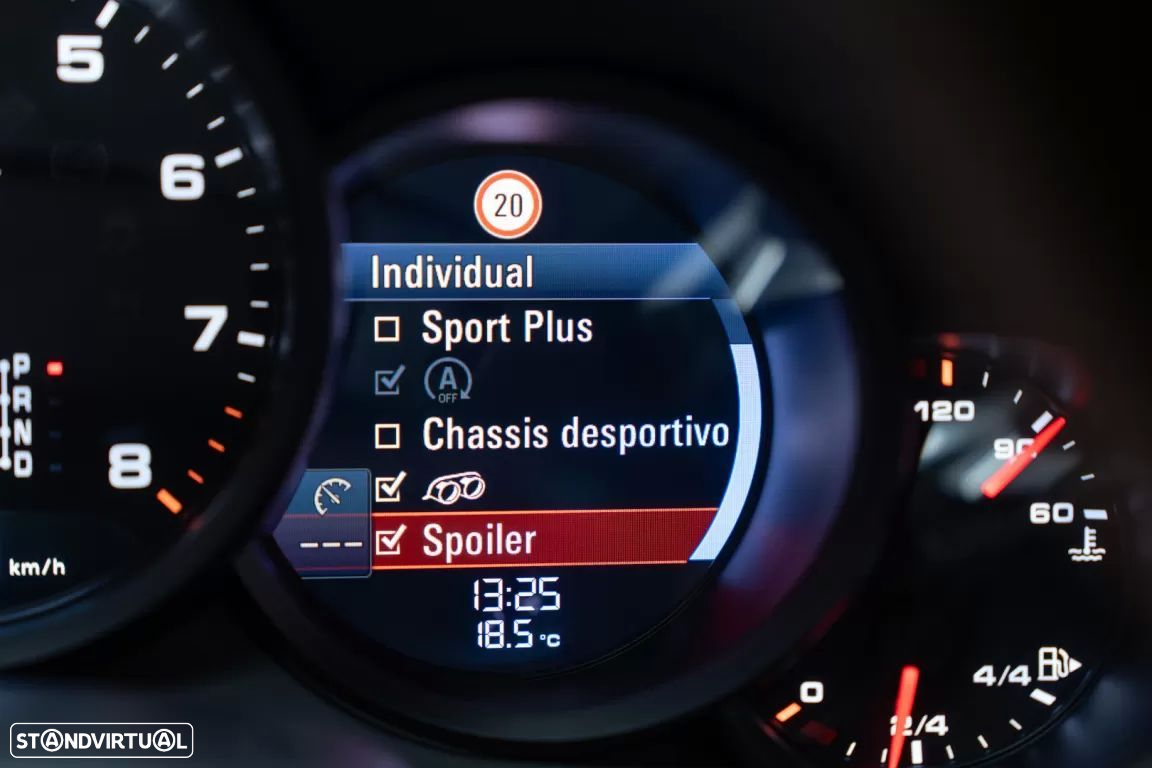 5
6
7
8
P
R
N
D
km/h
20
Individual
Sport Plus
A
OFF
Chassis desportivo
Spoiler
---
13:25
18.5 °C
120
90
60
0
2/4
4/4
STANDVIRTUAL